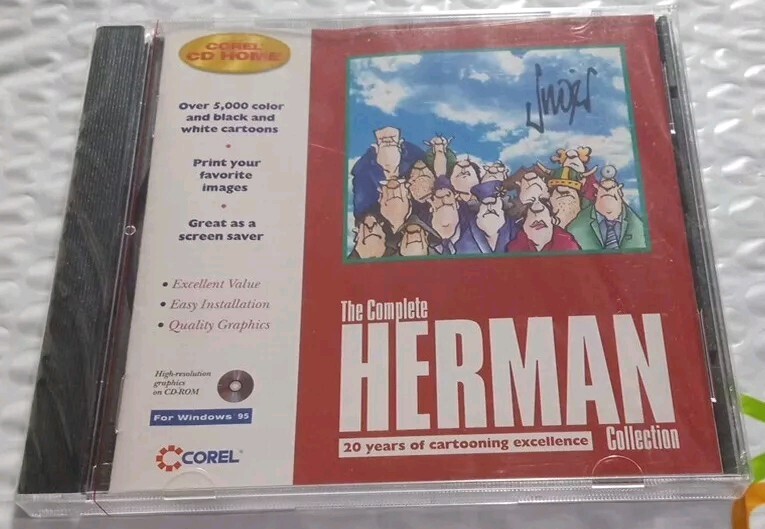 COREL
CD HOME
Over 5,000 color
and black and
white cartoons
•
Print your
favorite
images
•
Great as a
screen saver
• Excellent Value
• Easy Installation
• Quality Graphics
High-resolution
graphics
on CD-ROM
For Windows 95
COREL®
The Complete
HERMAN
20 years of cartooning excellence
Collection